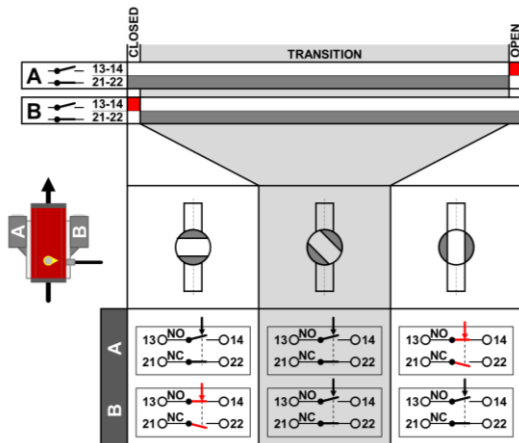 CLOSED
TRANSITION
OPEN
A 13-14
21-22
B 13-14
21-22
A B
A
13 NO 14
21 NC 22
13 NO 14
21 NC 22
13 NO 14
21 NC 22
B
13 NO 14
21 NC 22
13 NO 14
21 NC 22
13 NO 14
21 NC 22